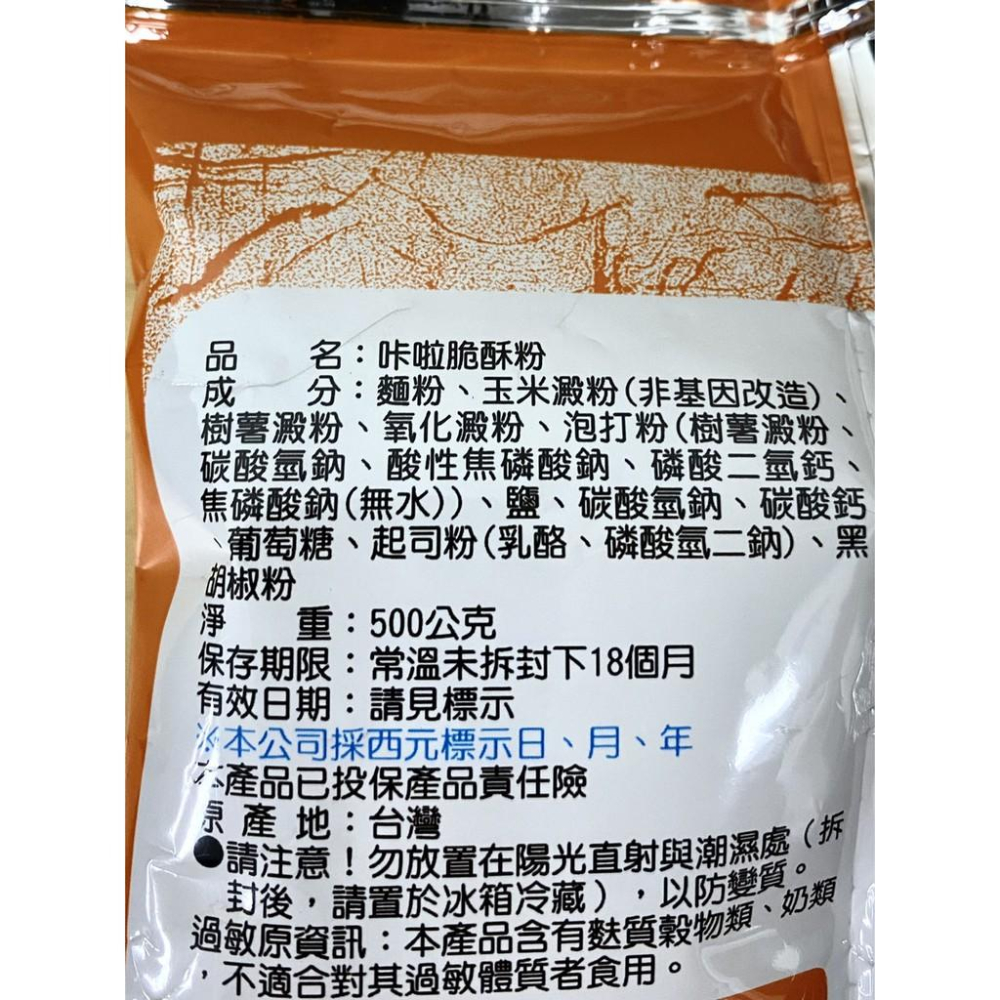 品　　名：咔啦脆酥粉
成　　分：麵粉、玉米澱粉(非基因改造)、
樹薯澱粉、氧化澱粉、泡打粉(樹薯澱粉、
碳酸氫鈉、酸性焦磷酸鈉、磷酸二氫鈣、
焦磷酸鈉(無水))、鹽、碳酸氫鈉、碳酸鈣
、葡萄糖、起司粉(乳酪、磷酸氫二鈉)、黑
胡椒粉
淨　　重：500公克
保存期限：常溫未拆封下18個月
有效日期：請見標示
※本公司採西元標示日、月、年
本產品已投保產品責任險
原 產 地：台灣
●請注意！勿放置在陽光直射與潮濕處（拆
封後，請置於冰箱冷藏），以防變質。
過敏原資訊：本產品含有麩質穀物類、奶類
，不適合對其過敏體質者食用。